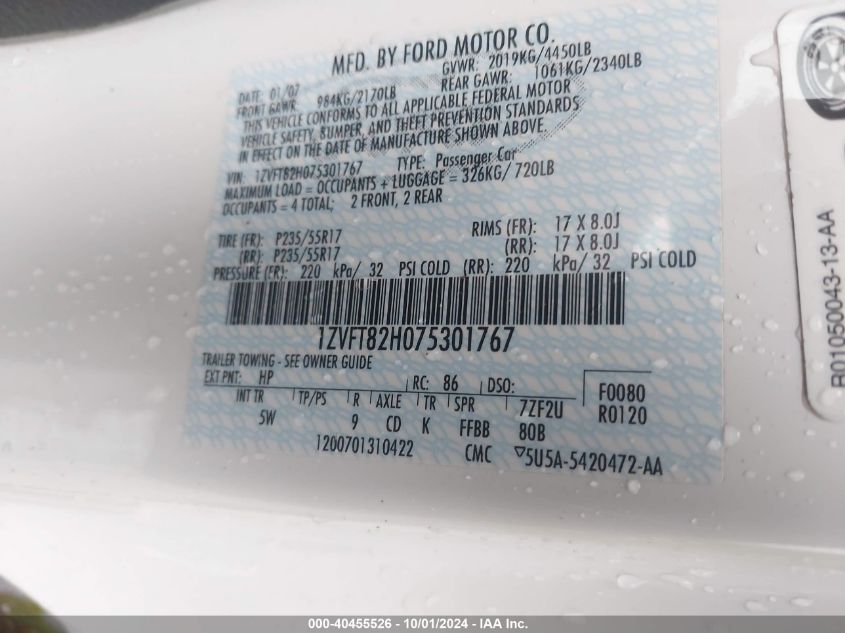 MFD. BY FORD MOTOR CO.
DATE: 01/07 GVWR: 2019KG/4450LB
FRONT GAWR: 984KG/2170LB REAR GAWR: 1061KG/2340LB
THIS VEHICLE CONFORMS TO ALL APPLICABLE FEDERAL MOTOR
VEHICLE SAFETY, BUMPER, AND THEFT PREVENTION STANDARDS
IN EFFECT ON THE DATE OF MANUFACTURE SHOWN ABOVE.
VIN: 1ZVFT82H075301767 TYPE: Passenger Car
MAXIMUM LOAD = OCCUPANTS + LUGGAGE = 326KG/ 720LB
OCCUPANTS = 4 TOTAL; 2 FRONT, 2 REAR
TIRE (FR): P235/55R17 RIMS (FR): 17 X 8.0J
(RR): P235/55R17 (RR): 17 X 8.0J
PRESSURE (FR): 220 kPa/ 32 PSI COLD (RR): 220 kPa/ 32 PSI COLD
1ZVFT82H075301767
TRAILER TOWING - SEE OWNER GUIDE
EXT PNT: HP RC: 86 DSO: F0080
INT TR TP/PS R AXLE TR SPR 7ZF2U R0120
5W 9 CD K FFBB 80B
1200701310422 CMC ▽5U5A-5420472-AA
R01050043-13-AA
000-40455526 - 10/01/2024 - IAA Inc.